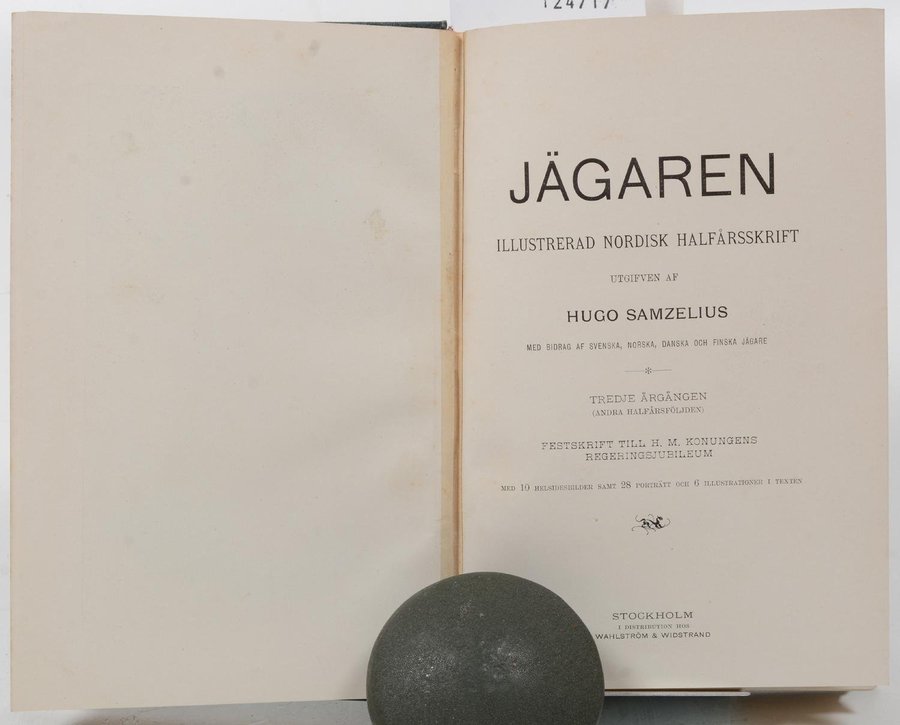 124717
JÄGAREN
ILLUSTRERAD NORDISK HALFÅRSSKRIFT
UTGIFVEN AF
HUGO SAMZELIUS
MED BIDRAG AF SVENSKA, NORSKA, DANSKA OCH FINSKA JÄGARE
TREDJE ÅRGÅNGEN
(ANDRA HALFÅRSFÖLJDEN)
FESTSKRIFT TILL H. M. KONUNGENS
REGERINGSJUBILEUM
MED 10 HELSIDESBILDER SAMT 28 PORTRÄTT OCH 6 ILLUSTRATIONER I TEXTEN
STOCKHOLM
I DISTRIBUTION HOS
WAHLSTRÖM & WIDSTRAND